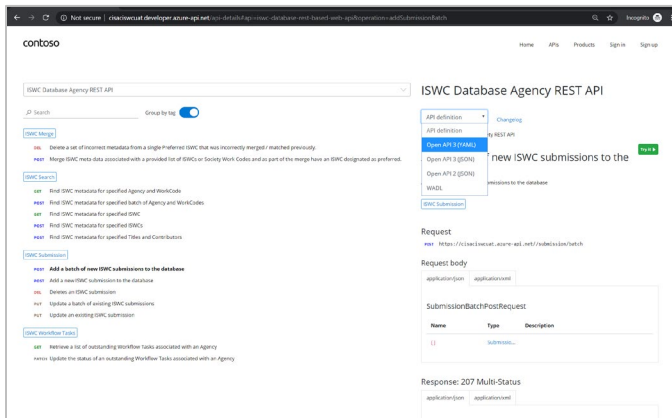 Not secure | cisaciswcuat.developer.azure-api.net/api-details#api=iswc-database-rest-based-web-api&operation=addSubmissionBatch
Incognito
contoso
Home APIs Products Sign in Sign up
ISWC Database Agency REST API
Search
Group by tag
ISWC Merge
DEL Delete a set of incorrect metadata from a single Preferred ISWC that was incorrectly merged / matched previously.
POST Merge ISWC meta-data associated with a provided list of ISWCs or Society Work Codes and as part of the merge have an ISWC designated as preferred.
ISWC Search
GET Find ISWC metadata for specified Agency and WorkCode
POST Find ISWC metadata for specified batch of Agency and WorkCodes
GET Find ISWC metadata for specified ISWC
POST Find ISWC metadata for specified ISWCs
POST Find ISWC metadata for specified Titles and Contributors
ISWC Submission
POST Add a batch of new ISWC submissions to the database
POST Add a new ISWC submission to the database
DEL Deletes an ISWC submission
PUT Update a batch of existing ISWC submissions
PUT Update an existing ISWC submission
ISWC Workflow Tasks
GET Retrieve a list of outstanding Workflow Tasks associated with an Agency
PATCH Update the status of an outstanding Workflow Tasks associated with an Agency
ISWC Database Agency REST API
API definition
Changelog
API definition
ty REST API
Open API 3 (YAML)
Open API 3 (JSON)
f new ISWC submissions to the
Try it
Open API 2 (JSON)
missions to the database
WADL
ISWC Submission
Request
POST https://cisaciswcuat.azure-api.net//submission/batch
Request body
application/json application/xml
SubmissionBatchPostRequest
Name Type Description
[] Submission...
Response: 207 Multi-Status
application/json application/xml